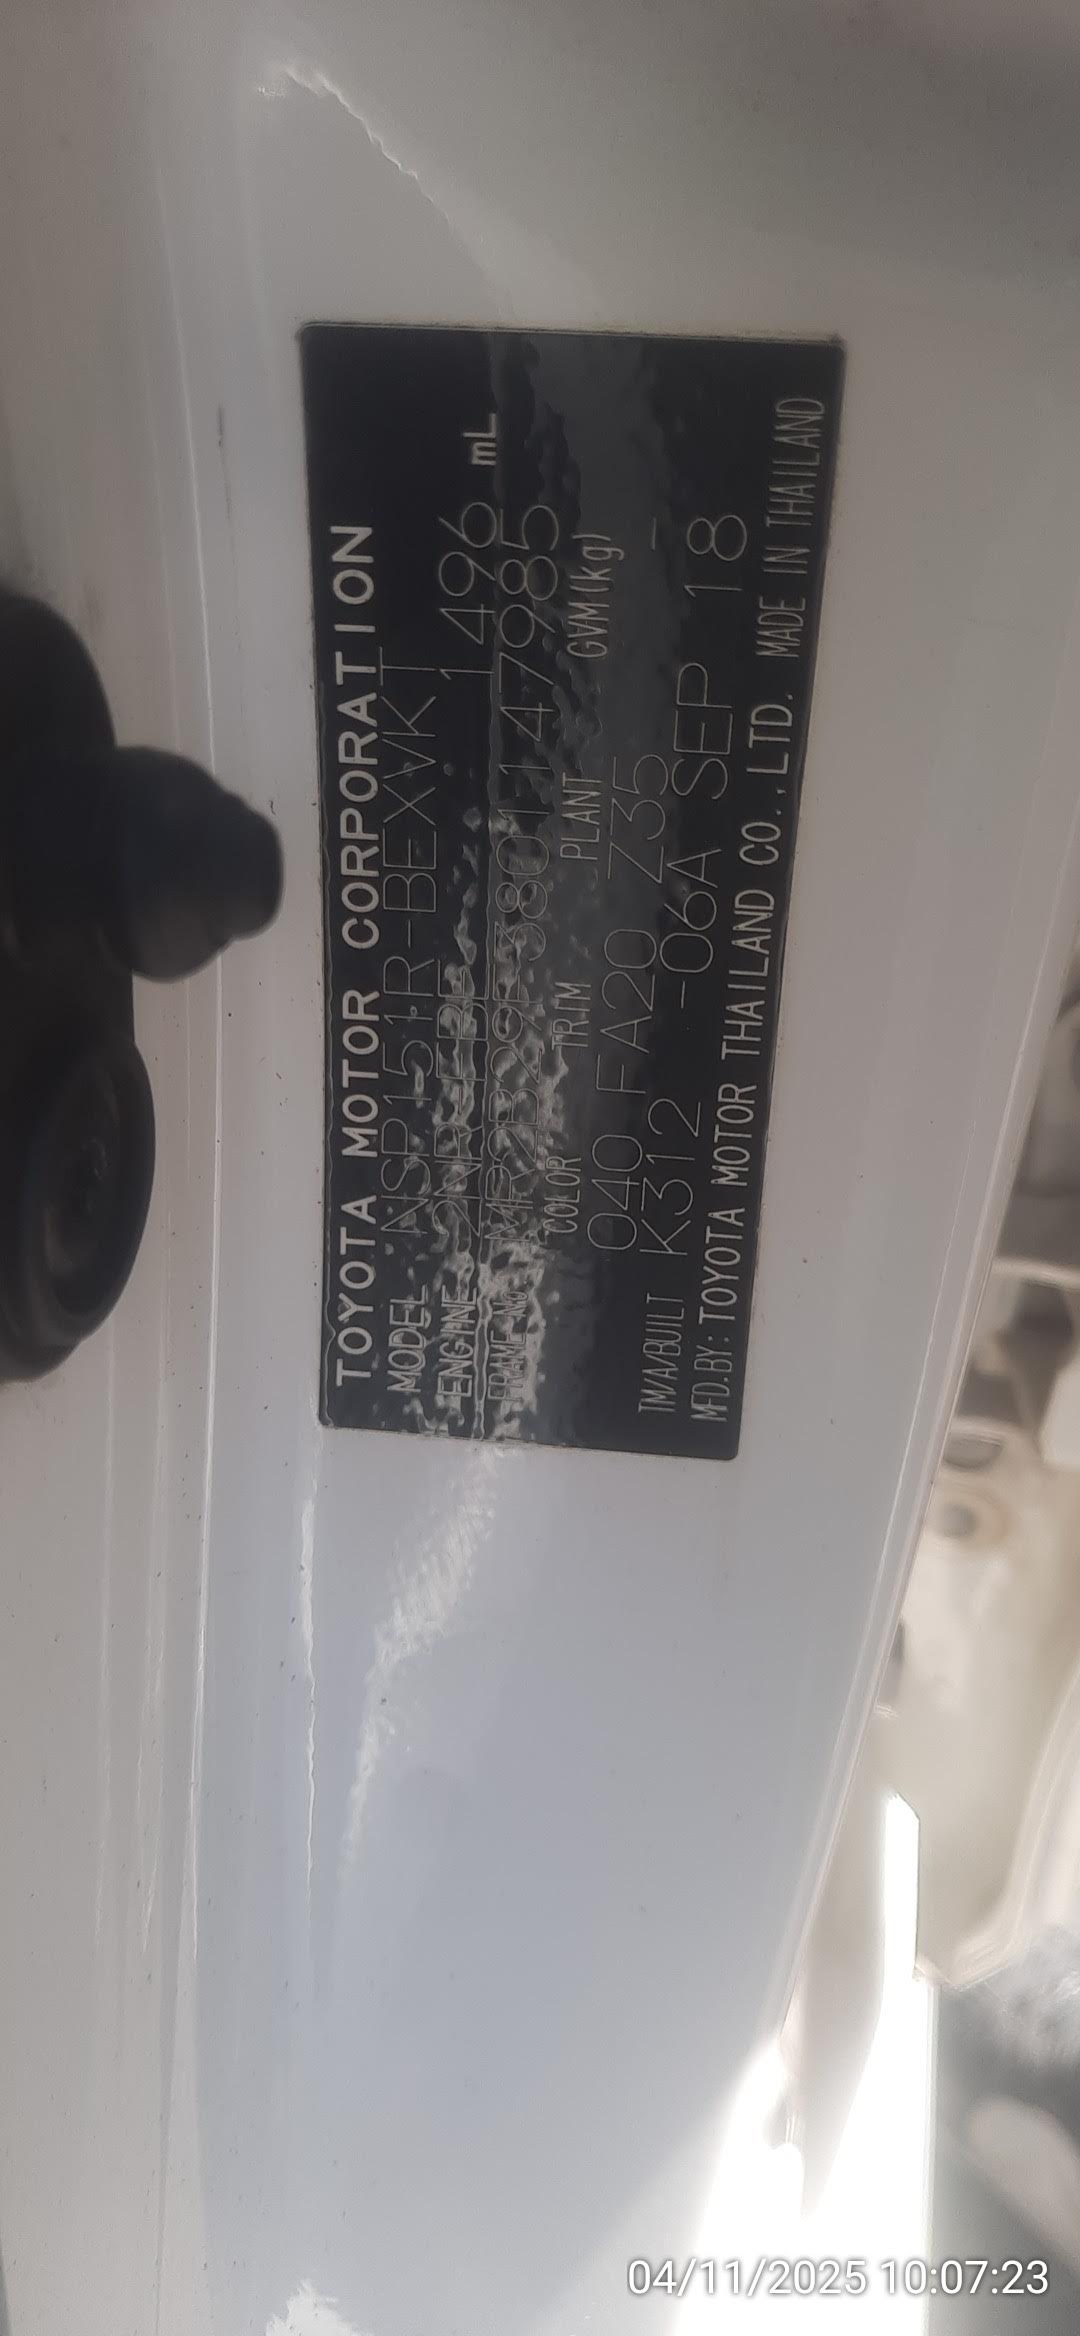 TOYOTA MOTOR CORPORATION
MODEL NSP151R-BEXVKT
ENGINE 2NR-FBE 1496 mL
FRAME NO. MR2B29F3801147985
COLOR TRIM PLANT GVM(kg)
040 FA20 Z35 -
TM/A/BUILT K312 -06A SEP 18
MFD.BY: TOYOTA MOTOR THAILAND CO.,LTD. MADE IN THAILAND
04/11/2025 10:07:23